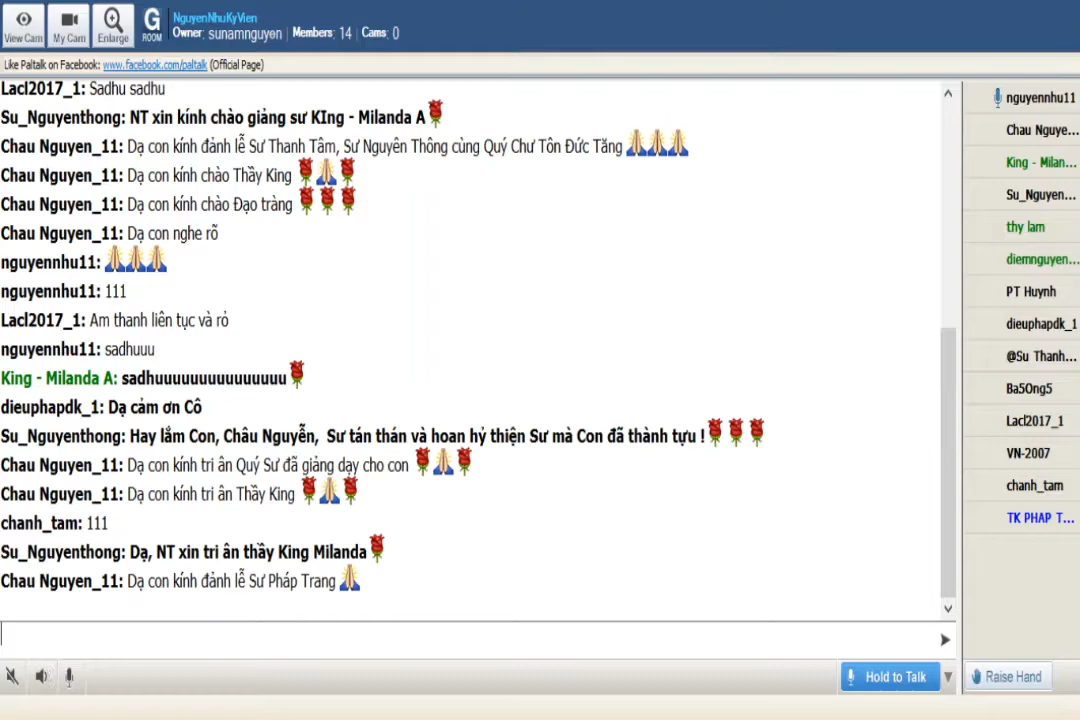 NguyenNhuKyVien
View Cam My Cam Enlarge G ROOM Owner: sunamnguyen | Members: 14 | Cams: 0
Like Paltalk on Facebook: www.facebook.com/paltalk (Official Page)
Lacl2017_1: Sadhu sadhu
Su_Nguyenthong: NT xin kính chào giảng sư KIng - Milanda A
Chau Nguyen_11: Dạ con kính đảnh lễ Sư Thanh Tâm, Sư Nguyên Thông cùng Quý Chư Tôn Đức Tăng
Chau Nguyen_11: Dạ con kính chào Thầy King
Chau Nguyen_11: Dạ con kính chào Đạo tràng
Chau Nguyen_11: Dạ con nghe rõ
nguyennhu11:
nguyennhu11: 111
Lacl2017_1: Am thanh liên tục và rỏ
nguyennhu11: sadhuuu
King - Milanda A: sadhuuuuuuuuuuuuuuu
dieuphapdk_1: Dạ cảm ơn Cô
Su_Nguyenthong: Hay lắm Con, Châu Nguyễn, Sư tán thán và hoan hỷ thiện Sư mà Con đã thành tựu !
Chau Nguyen_11: Dạ con kính tri ân Quý Sư đã giảng dạy cho con
Chau Nguyen_11: Dạ con kính tri ân Thầy King
chanh_tam: 111
Su_Nguyenthong: Dạ, NT xin tri ân thầy King Milanda
Chau Nguyen_11: Dạ con kính đảnh lễ Sư Pháp Trang
nguyennhu11
Chau Nguye...
King - Milan...
Su_Nguyen...
thy lam
diemnguyen...
PT Huynh
dieuphapdk_1
@Su Thanh...
Ba5Ong5
Lacl2017_1
VN-2007
chanh_tam
TK PHAP T...
Hold to Talk
Raise Hand